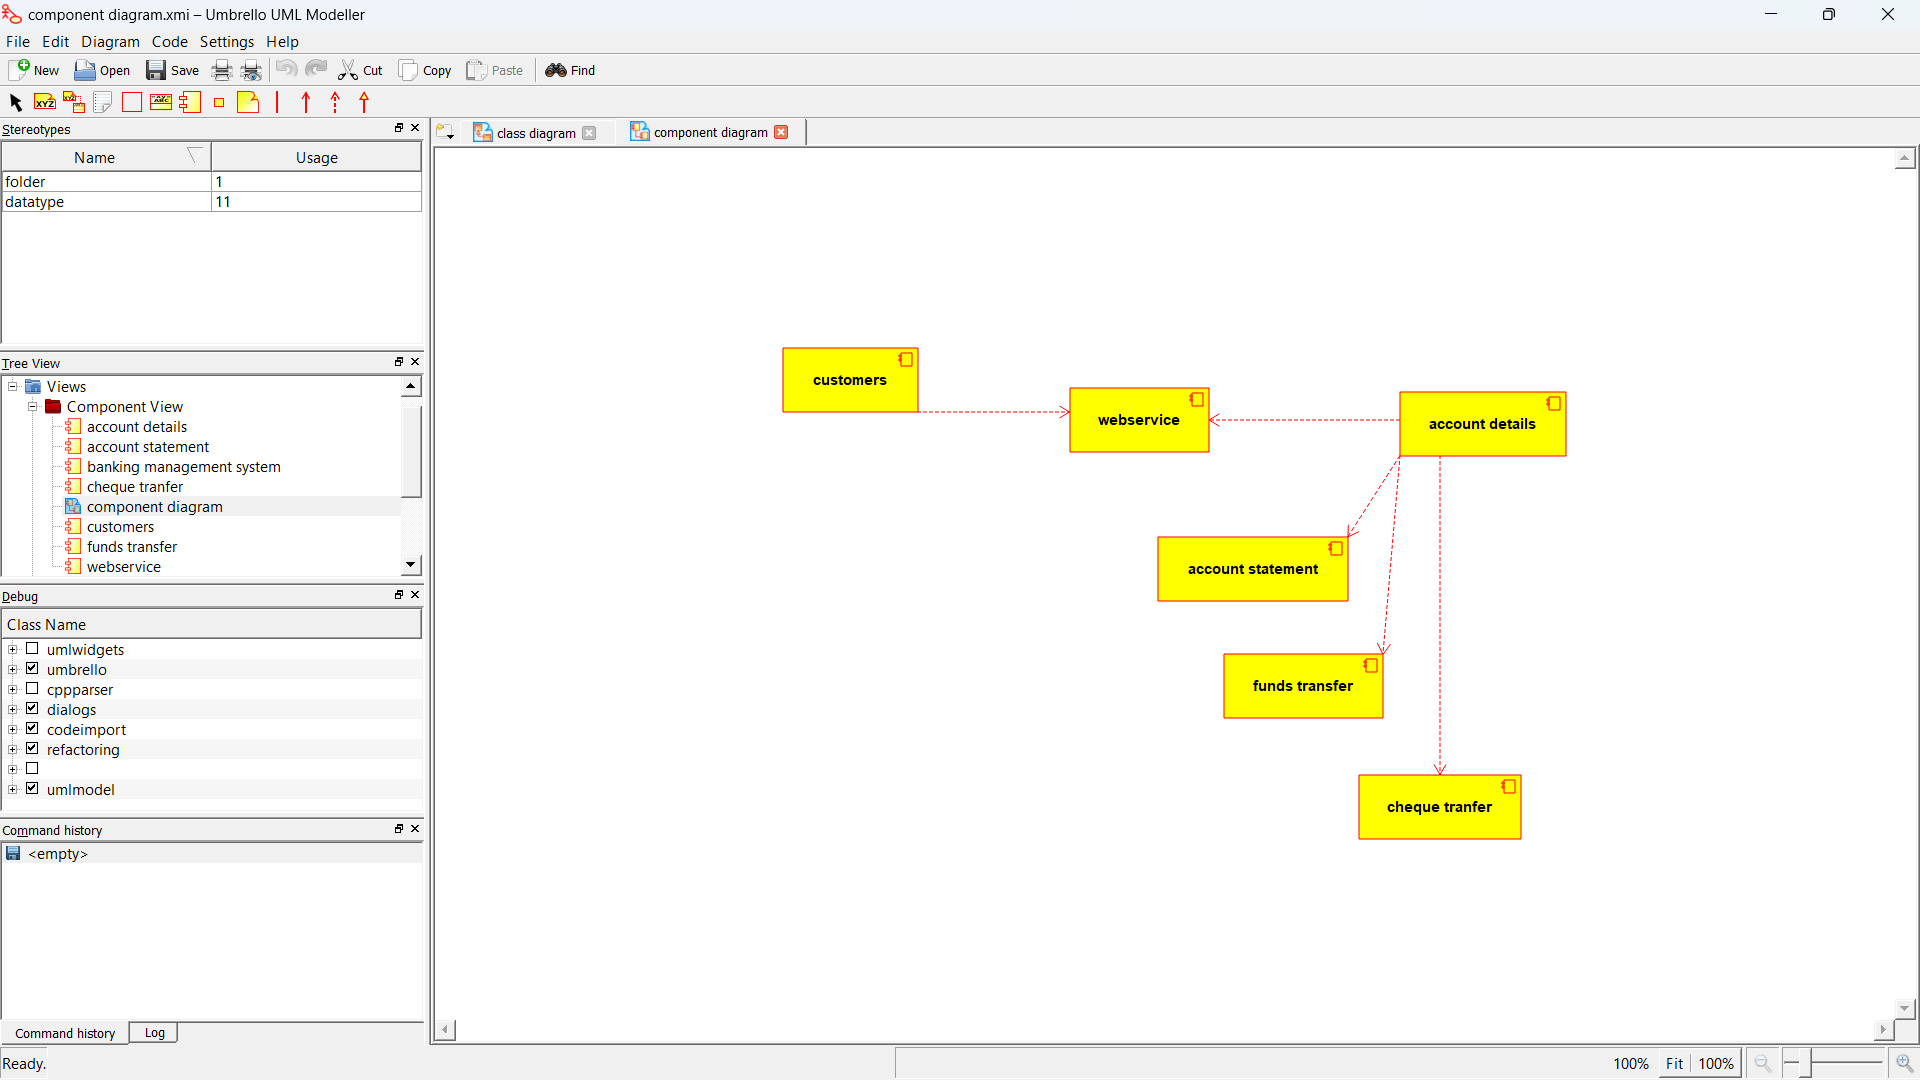 component diagram.xmi – Umbrello UML Modeller
File Edit Diagram Code Settings Help
New Open Save Cut Copy Paste Find
XYZ XYZ ABC
Stereotypes
class diagram component diagram
Name Usage
folder 1
datatype 11
Tree View
Views
Component View
account details
account statement
banking management system
cheque tranfer
component diagram
customers
funds transfer
webservice
Debug
Class Name
umlwidgets
umbrello
cppparser
dialogs
codeimport
refactoring
umlmodel
Command history
<empty>
Command history Log
customers
webservice
account details
account statement
funds transfer
cheque tranfer
Ready.
100% Fit 100%